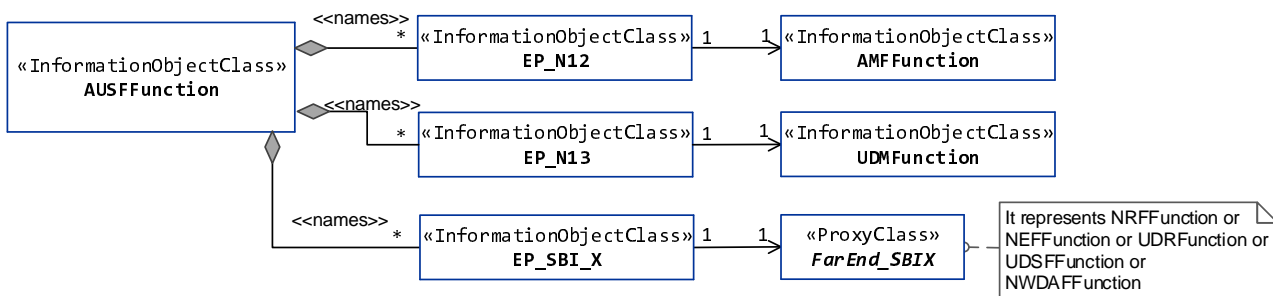 <<names>>
*
«InformationObjectClass»
AUSFFunction
«InformationObjectClass»
EP_N12
1
1
«InformationObjectClass»
AMFFunction
<<names>>
*
«InformationObjectClass»
EP_N13
1
1
«InformationObjectClass»
UDMFunction
<<names>>
*
«InformationObjectClass»
EP_SBI_X
1
1
«ProxyClass»
FarEnd_SBIX
It represents NRFFunction or
NEFFunction or UDRFunction or
UDSFFunction or
NWDAFFunction